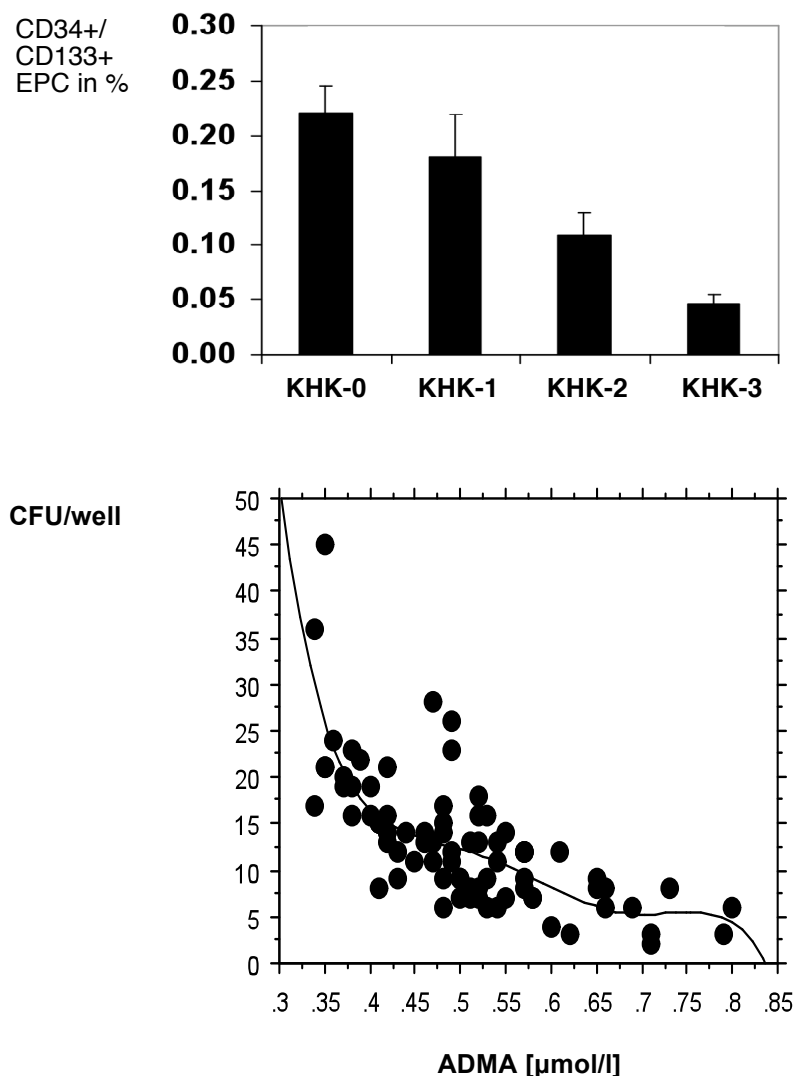 CD34+/
CD133+
EPC in %
0.30
0.25
0.20
0.15
0.10
0.05
0.00
KHK-0 KHK-1 KHK-2 KHK-3
CFU/well
50
45
40
35
30
25
20
15
10
5
0
.3 .35 .4 .45 .5 .55 .6 .65 .7 .75 .8 .85
ADMA [µmol/l]